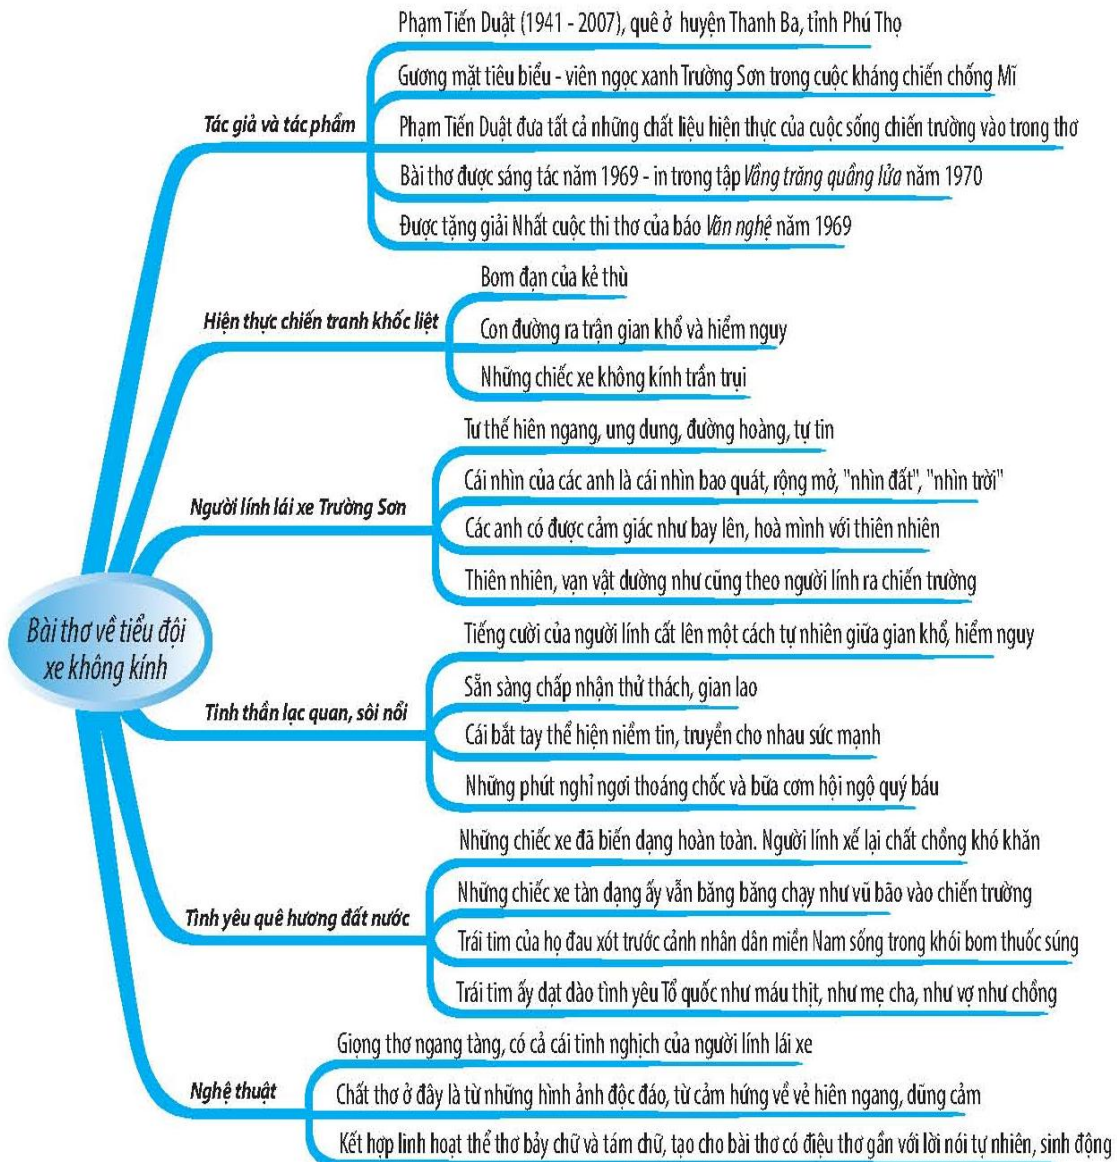 Bài thơ về tiểu đội
xe không kính
Tác giả và tác phẩm
Phạm Tiến Duật (1941 - 2007), quê ở huyện Thanh Ba, tỉnh Phú Thọ
Gương mặt tiêu biểu - viên ngọc xanh Trường Sơn trong cuộc kháng chiến chống Mĩ
Phạm Tiến Duật đưa tất cả những chất liệu hiện thực của cuộc sống chiến trường vào trong thơ
Bài thơ được sáng tác năm 1969 - in trong tập Vầng trăng quầng lửa năm 1970
Được tặng giải Nhất cuộc thi thơ của báo Văn nghệ năm 1969
Hiện thực chiến tranh khốc liệt
Bom đạn của kẻ thù
Con đường ra trận gian khổ và hiểm nguy
Những chiếc xe không kính trần trụi
Người lính lái xe Trường Sơn
Tư thế hiên ngang, ung dung, đường hoàng, tự tin
Cái nhìn của các anh là cái nhìn bao quát, rộng mở, "nhìn đất", "nhìn trời"
Các anh có được cảm giác như bay lên, hoà mình với thiên nhiên
Thiên nhiên, vạn vật dường như cũng theo người lính ra chiến trường
Tinh thần lạc quan, sôi nổi
Tiếng cười của người lính cất lên một cách tự nhiên giữa gian khổ, hiểm nguy
Sẵn sàng chấp nhận thử thách, gian lao
Cái bắt tay thể hiện niềm tin, truyền cho nhau sức mạnh
Những phút nghỉ ngơi thoáng chốc và bữa cơm hội ngộ quý báu
Tình yêu quê hương đất nước
Những chiếc xe đã biến dạng hoàn toàn. Người lính xế lại chất chồng khó khăn
Những chiếc xe tàn dạng ấy vẫn băng băng chạy như vũ bão vào chiến trường
Trái tim của họ đau xót trước cảnh nhân dân miền Nam sống trong khói bom thuốc súng
Trái tim ấy dạt dào tình yêu Tổ quốc như máu thịt, như mẹ cha, như vợ như chồng
Nghệ thuật
Giọng thơ ngang tàng, có cả cái tinh nghịch của người lính lái xe
Chất thơ ở đây là từ những hình ảnh độc đáo, từ cảm hứng về vẻ hiên ngang, dũng cảm
Kết hợp linh hoạt thể thơ bảy chữ và tám chữ, tạo cho bài thơ có điệu thơ gần với lời nói tự nhiên, sinh động